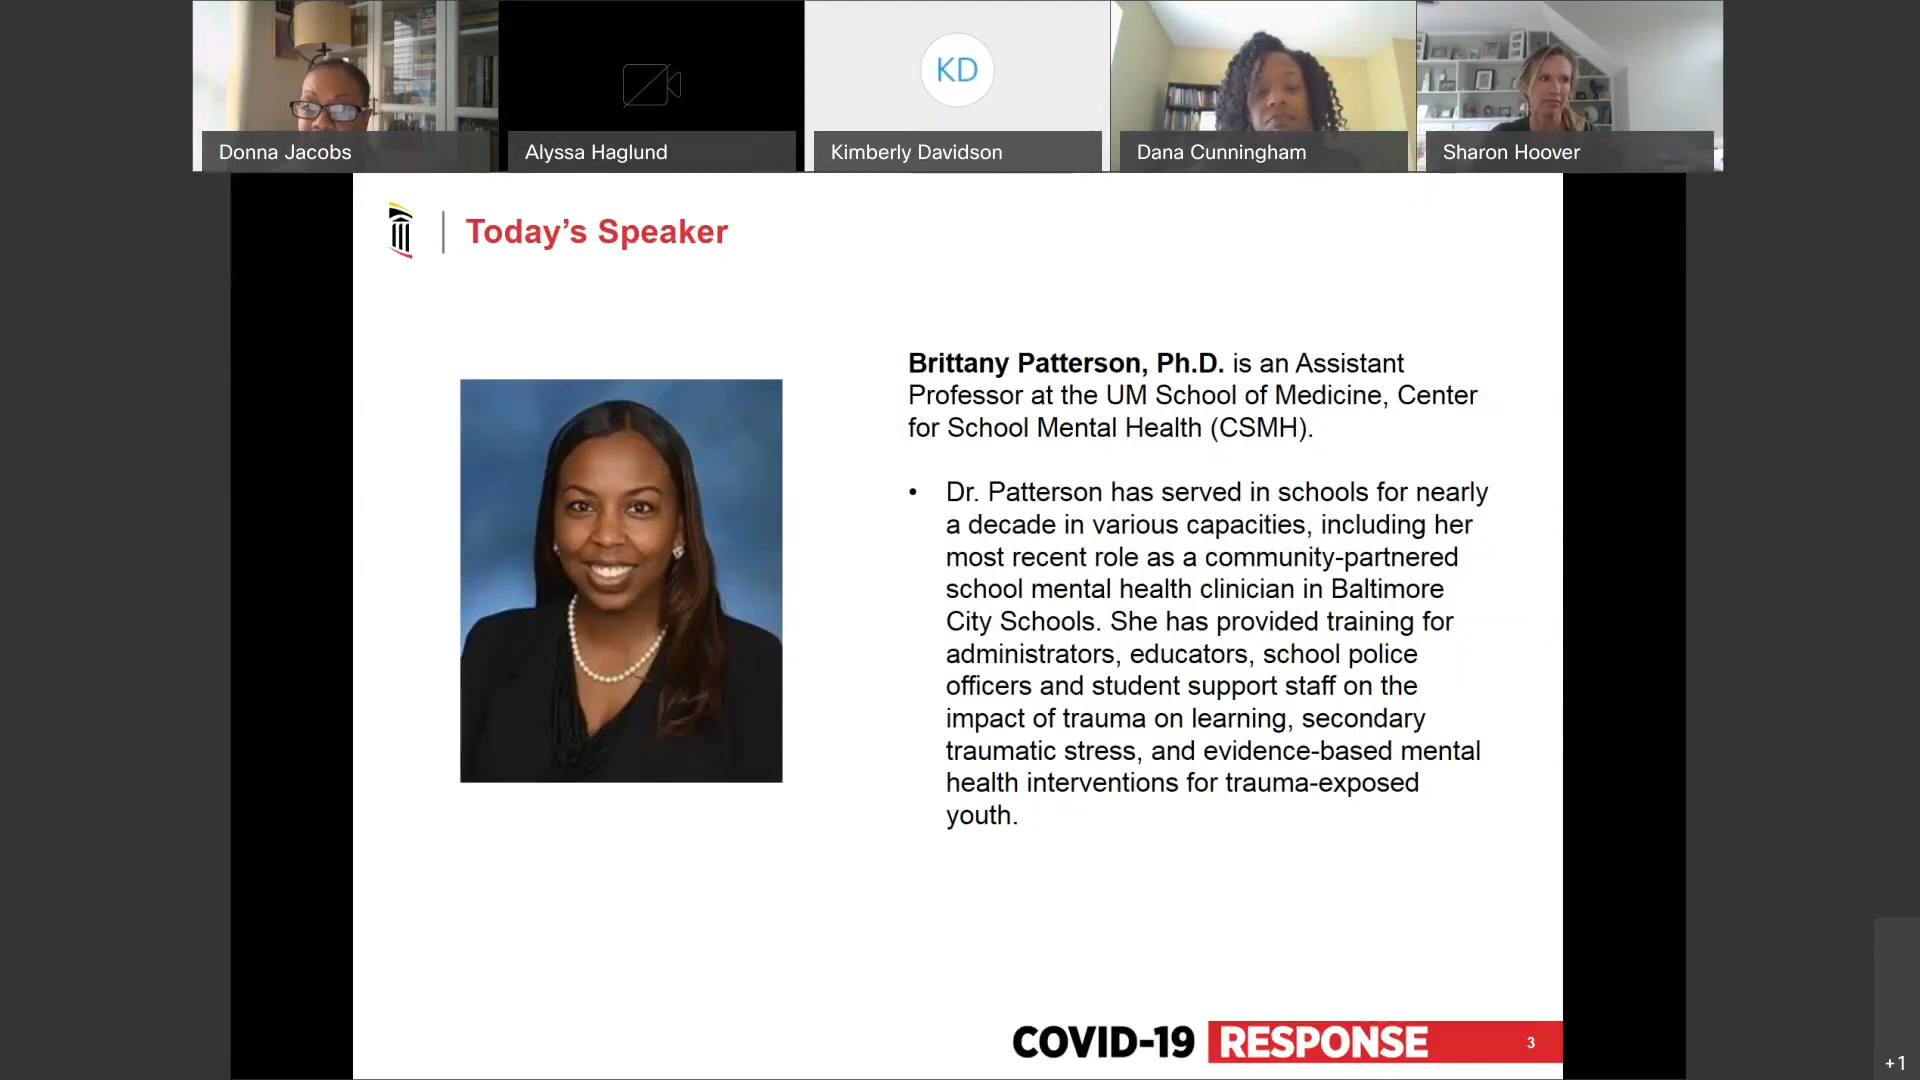 Donna Jacobs
Alyssa Haglund
KD
Kimberly Davidson
Dana Cunningham
Sharon Hoover
Today’s Speaker
Brittany Patterson, Ph.D. is an Assistant
Professor at the UM School of Medicine, Center
for School Mental Health (CSMH).
• Dr. Patterson has served in schools for nearly
a decade in various capacities, including her
most recent role as a community-partnered
school mental health clinician in Baltimore
City Schools. She has provided training for
administrators, educators, school police
officers and student support staff on the
impact of trauma on learning, secondary
traumatic stress, and evidence-based mental
health interventions for trauma-exposed
youth.
COVID-19 RESPONSE 3
+1